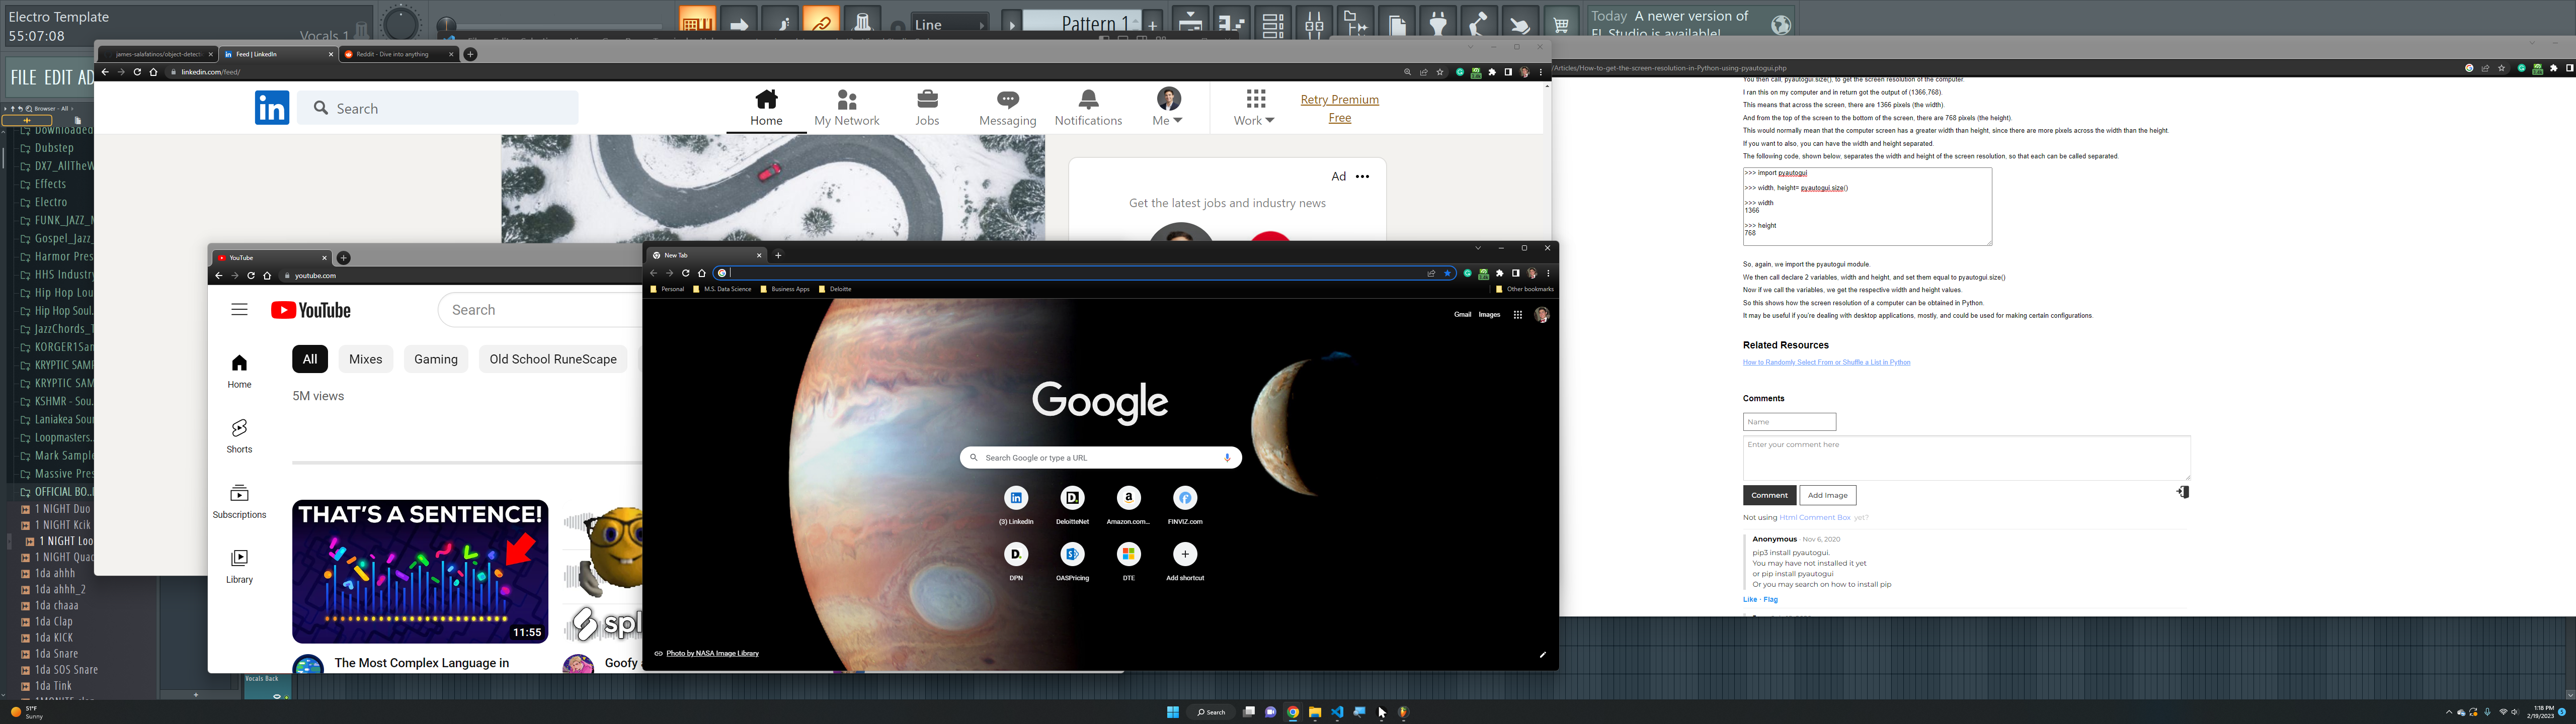 Electro Template
55:07:08
Vocals 1
Line
Pattern 1
Today A newer version of
FL Studio is available!
FILE EDIT AD
Browser - All
Downloaded
Dubstep
DX7_AllTheW
Effects
Electro
FUNK_JAZZ_
Gospel_Jazz_
Harmor Pres
HHS Industry
Hip Hop Lou
Hip Hop Soul.
JazzChords_
KORGER1San
KRYPTIC SAMF
KRYPTIC SAM
KSHMR - Sou.
Laniakea Sour
Loopmasters.
Mark Sample
Massive Pres
OFFICIAL BO..
1 NIGHT Duo
1 NIGHT Kcik
1 NIGHT Loo
1 NIGHT Quac
1da ahhh
1da ahhh_2
1da chaaa
1da Clap
1da KICK
1da Snare
1da SOS Snare
1da Tink
Vocals Back
james-salafatinos/object-detect
Feed | LinkedIn
Reddit - Dive into anything
linkedin.com/feed/
Search
Home
My Network
Jobs
Messaging
Notifications
Me
Work
Retry Premium
Free
Ad
Get the latest jobs and industry news
YouTube
youtube.com
YouTube
Search
All
Mixes
Gaming
Old School RuneScape
5M views
Home
Shorts
Subscriptions
Library
THAT'S A SENTENCE!
11:55
The Most Complex Language in
spl
Goofy a
New Tab
Personal
M.S. Data Science
Business Apps
Deloitte
Other bookmarks
Gmail
Images
Google
Search Google or type a URL
(3) LinkedIn
DeloitteNet
Amazon.com...
FINVIZ.com
DPN
OASPricing
DTE
Add shortcut
Photo by NASA Image Library
/Articles/How-to-get-the-screen-resolution-in-Python-using-pyautogui.php
You then call, pyautogui.size(), to get the screen resolution of the computer.
I ran this on my computer and in return got the output of (1366,768).
This means that across the screen, there are 1366 pixels (the width).
And from the top of the screen to the bottom of the screen, there are 768 pixels (the height).
This would normally mean that the computer screen has a greater width than height, since there are more pixels across the width than the height.
If you want to also, you can have the width and height separated.
The following code, shown below, separates the width and height of the screen resolution, so that each can be called separated.
>>> import pyautogui
>>> width, height= pyautogui.size()
>>> width
1366
>>> height
768
So, again, we import the pyautogui module.
We then call declare 2 variables, width and height, and set them equal to pyautogui.size()
Now if we call the variables, we get the respective width and height values.
So this shows how the screen resolution of a computer can be obtained in Python.
It may be useful if you're dealing with desktop applications, mostly, and could be used for making certain configurations.
Related Resources
How to Randomly Select From or Shuffle a List in Python
Comments
Name
Enter your comment here
Comment
Add Image
Not using Html Comment Box yet?
Anonymous · Nov 6, 2020
pip3 install pyautogui.
You may have not installed it yet
or pip install pyautogui
Or you may search on how to install pip
Like · Flag
51°F
Sunny
Search
1:18 PM
2/19/2023